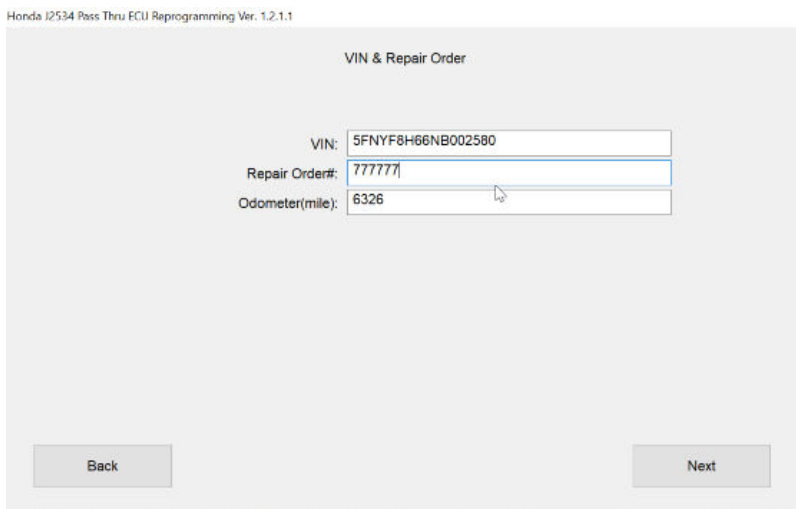 Honda J2534 Pass Thru ECU Reprogramming Ver. 1.2.1.1
VIN & Repair Order
VIN: 5FNYF8H66NB002580
Repair Order#: 777777
Odometer(mile): 6326
Back Next